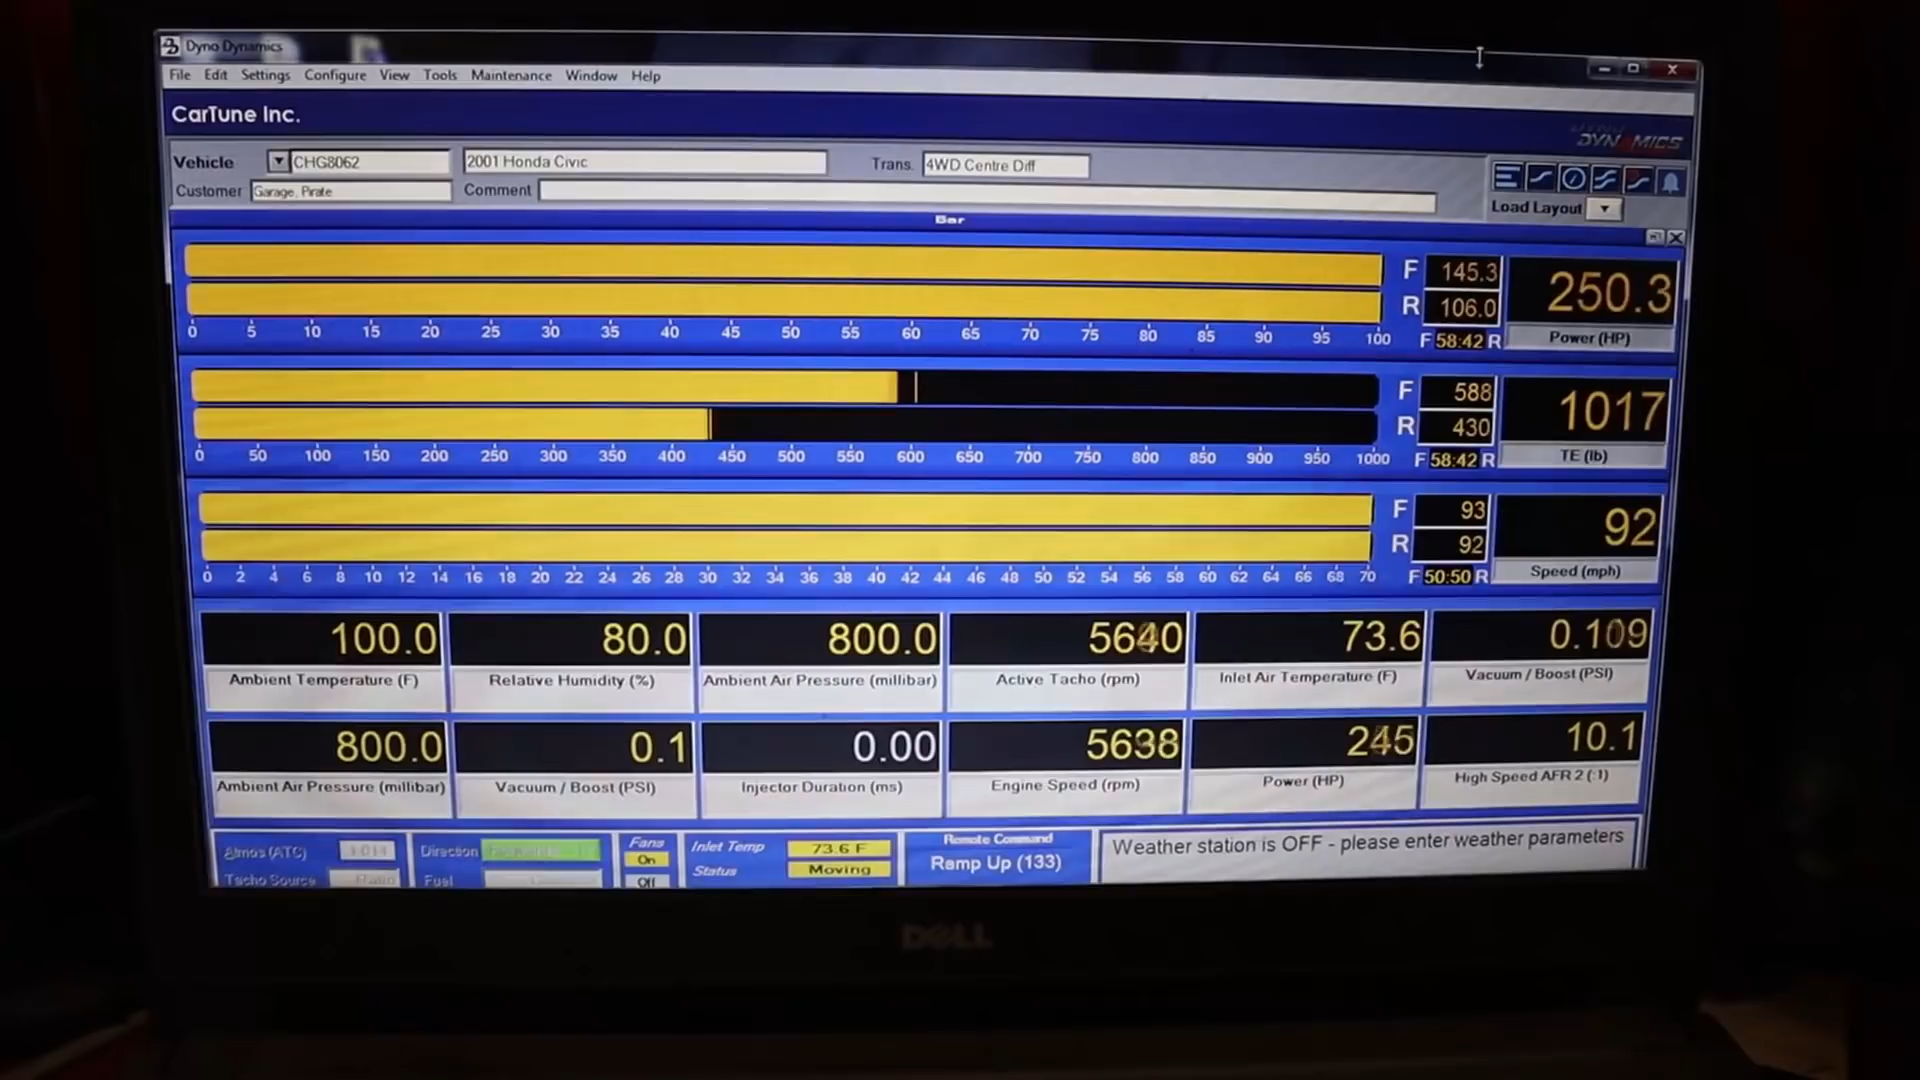 Dyno Dynamics
File Edit Settings Configure View Tools Maintenance Window Help
CarTune Inc.
DYNO DYNAMICS
Vehicle CHG8062 2001 Honda Civic Trans. 4WD Centre Diff
Customer Garage, Pirate Comment
Load Layout
Bar
F 145.3 250.3
R 106.0
0 5 10 15 20 25 30 35 40 45 50 55 60 65 70 75 80 85 90 95 100 F 58:42 R Power (HP)
F 588 1017
R 430
0 50 100 150 200 250 300 350 400 450 500 550 600 650 700 750 800 850 900 950 1000 F 58:42 R TE (lb)
F 93 92
R 92
0 2 4 6 8 10 12 14 16 18 20 22 24 26 28 30 32 34 36 38 40 42 44 46 48 50 52 54 56 58 60 62 64 66 68 70 F 50:50 R Speed (mph)
100.0 80.0 800.0 5640 73.6 0.109
Ambient Temperature (F) Relative Humidity (%) Ambient Air Pressure (millibar) Active Tacho (rpm) Inlet Air Temperature (F) Vacuum / Boost (PSI)
800.0 0.1 0.00 5638 245 10.1
Ambient Air Pressure (millibar) Vacuum / Boost (PSI) Injector Duration (ms) Engine Speed (rpm) Power (HP) High Speed AFR 2 (:1)
Atmos (ATC) Direction Fans On Inlet Temp 73.6 F Remote Command Weather station is OFF - please enter weather parameters
Tacho Source Ratio Fuel Off Status Moving Ramp Up (133)
DELL